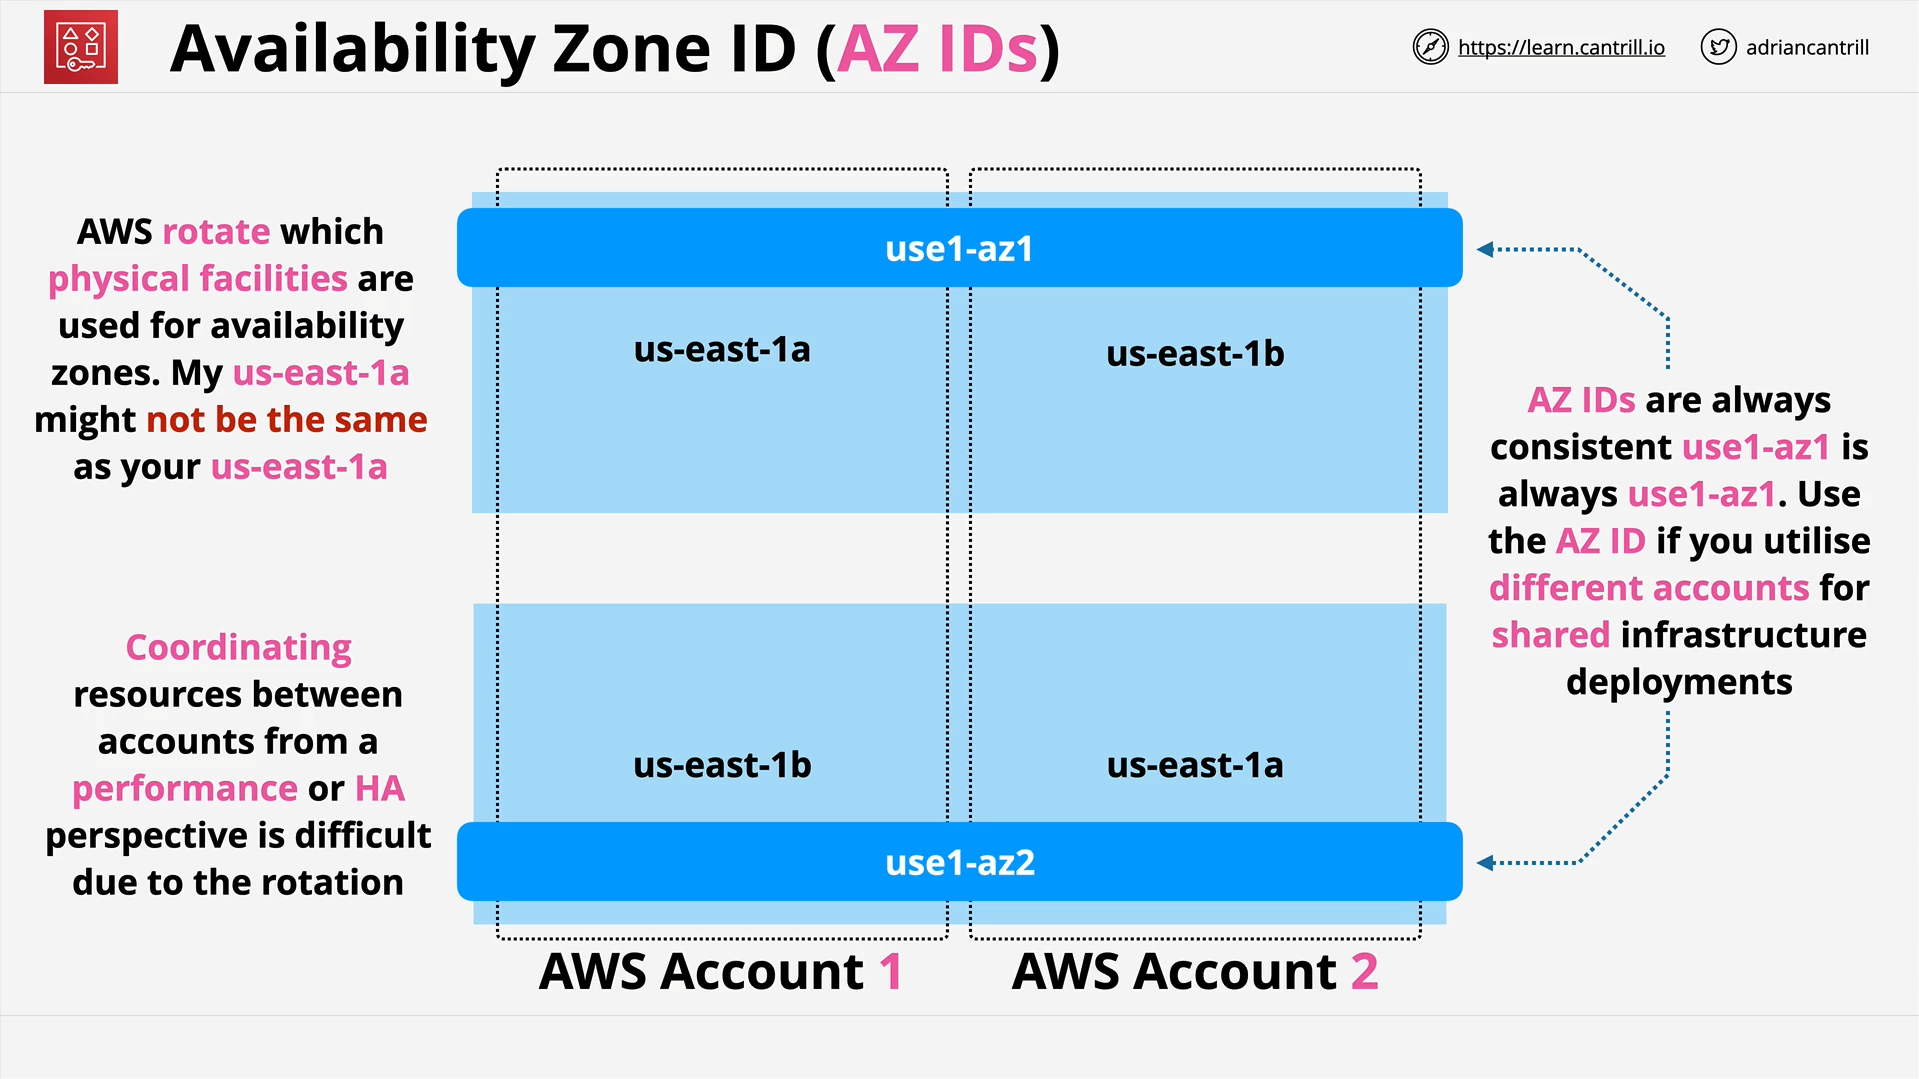 Availability Zone ID (AZ IDs)
https://learn.cantrill.io
adriancantrill
AWS rotate which
physical facilities are
used for availability
zones. My us-east-1a
might not be the same
as your us-east-1a
Coordinating
resources between
accounts from a
performance or HA
perspective is difficult
due to the rotation
use1-az1
us-east-1a
us-east-1b
us-east-1b
us-east-1a
use1-az2
AWS Account 1
AWS Account 2
AZ IDs are always
consistent use1-az1 is
always use1-az1. Use
the AZ ID if you utilise
different accounts for
shared infrastructure
deployments